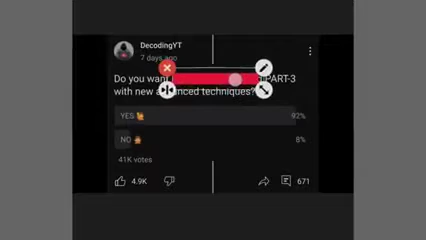 DecodingYT
7 days ago
Do you want PART-3
with new advanced techniques?
YES 🙋
92%
NO 🙅
8%
41K votes
4.9K
671